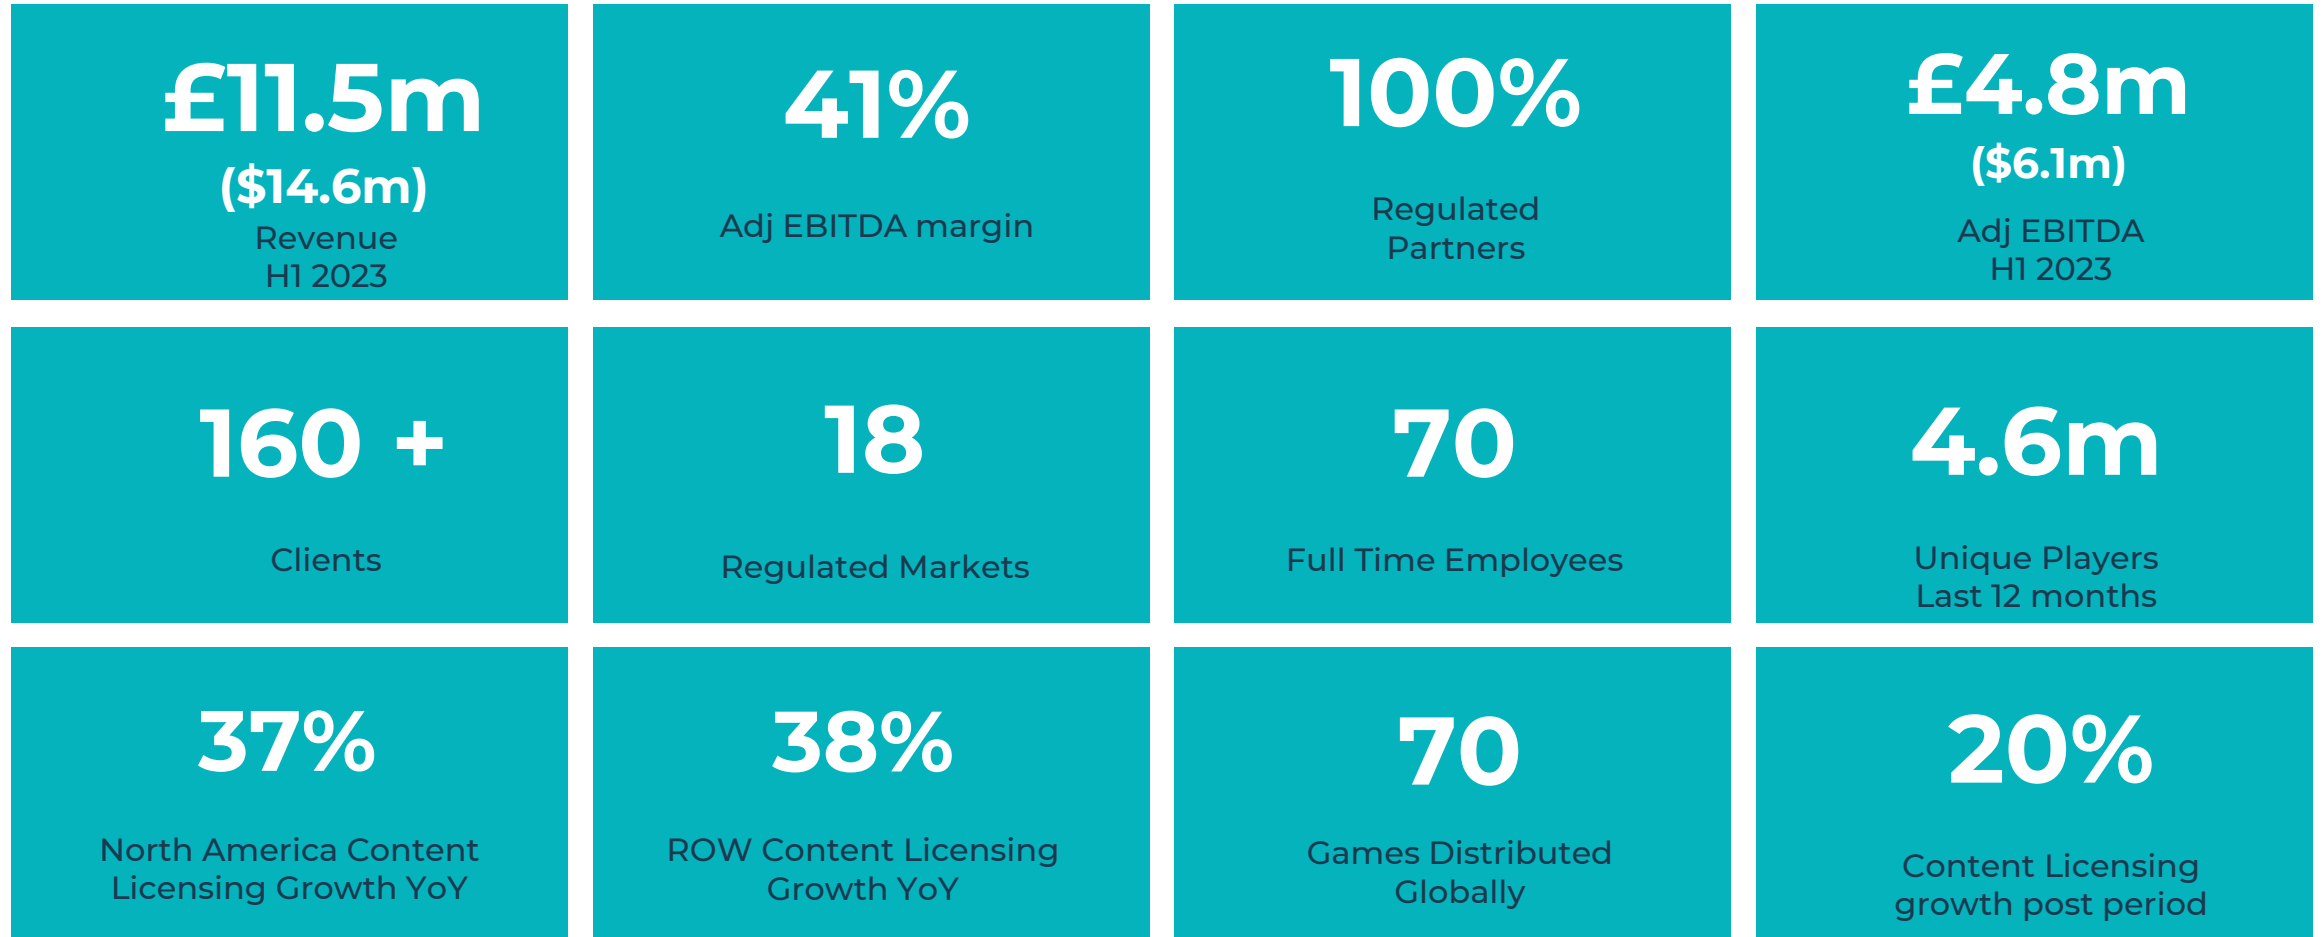 £11.5m
($14.6m)
Revenue
H1 2023
41%
Adj EBITDA margin
100%
Regulated
Partners
£4.8m
($6.1m)
Adj EBITDA
H1 2023
160 +
Clients
18
Regulated Markets
70
Full Time Employees
4.6m
Unique Players
Last 12 months
37%
North America Content
Licensing Growth YoY
38%
ROW Content Licensing
Growth YoY
70
Games Distributed
Globally
20%
Content Licensing
growth post period